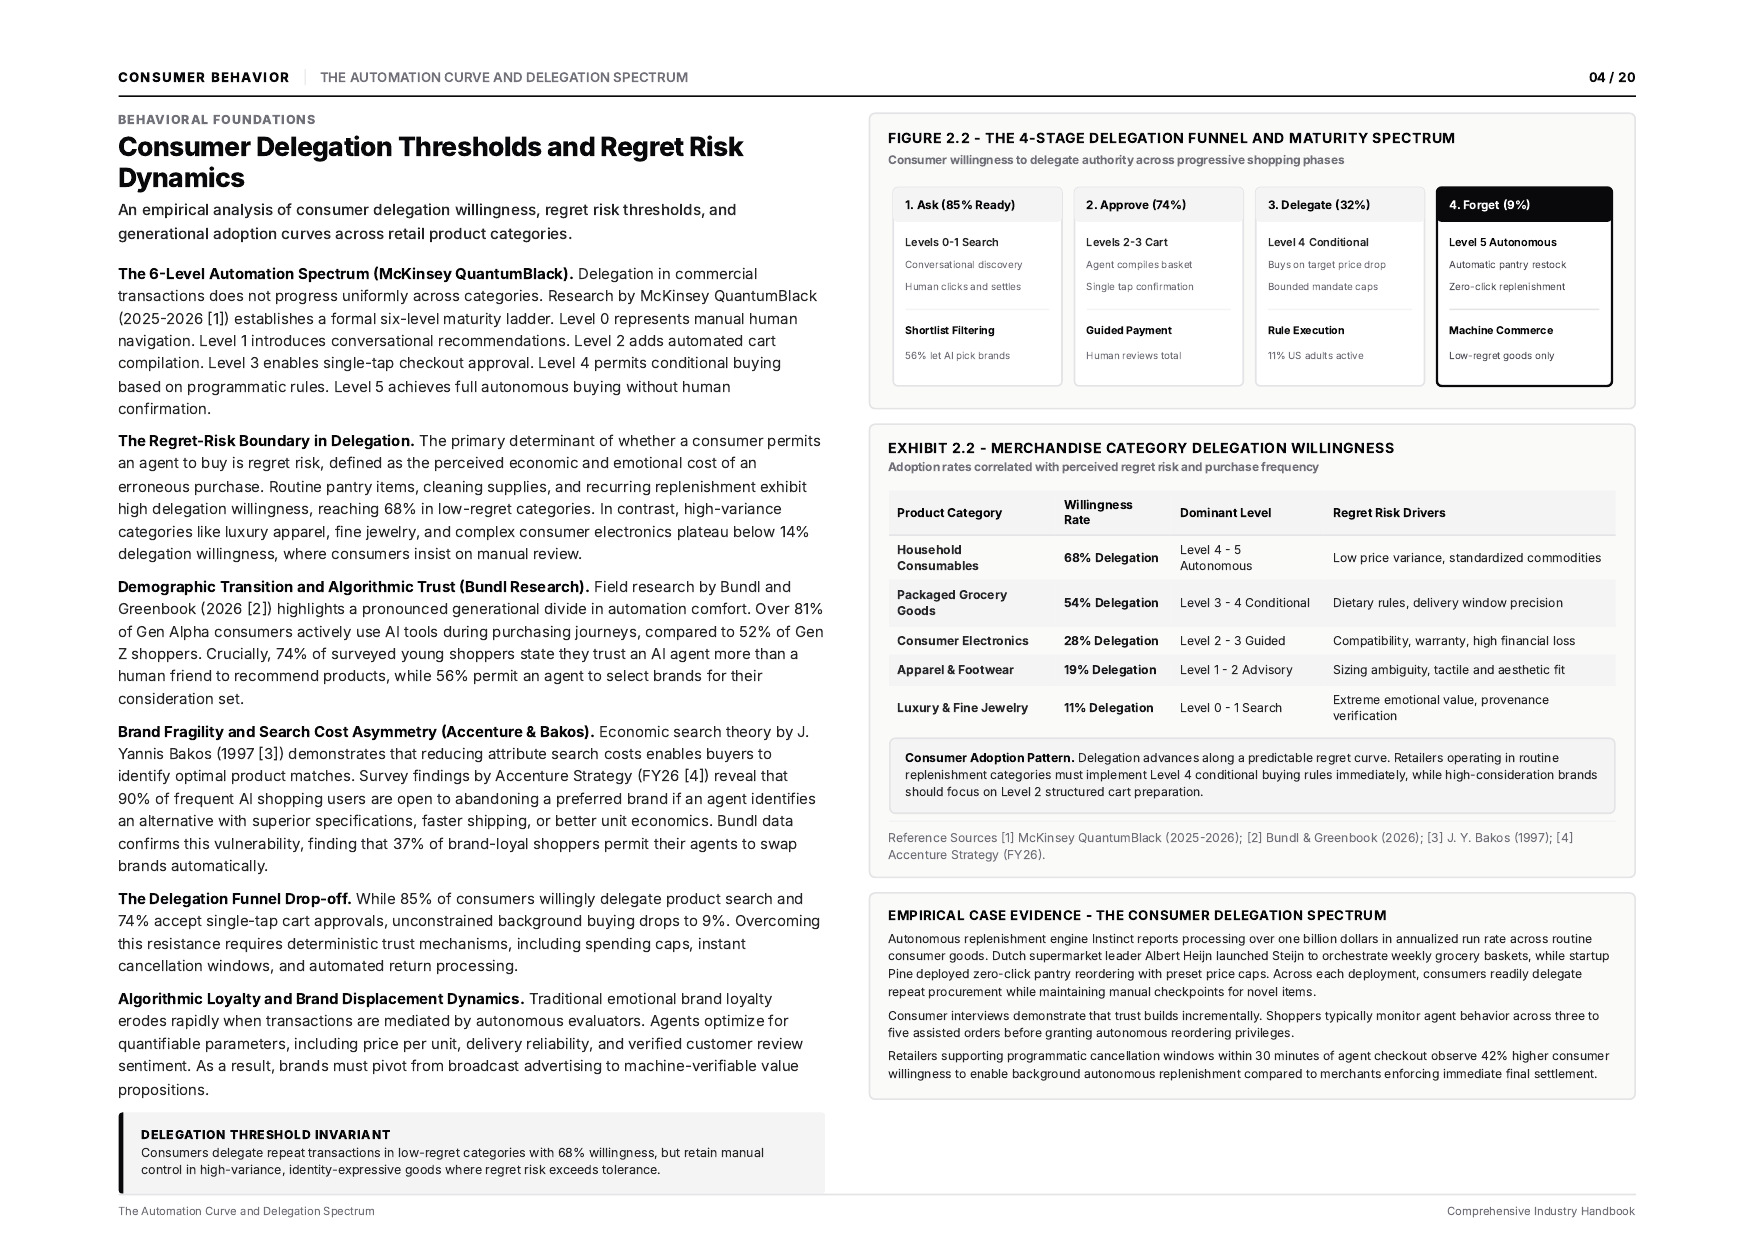 CONSUMER BEHAVIOR
THE AUTOMATION CURVE AND DELEGATION SPECTRUM
04 / 20
BEHAVIORAL FOUNDATIONS
Consumer Delegation Thresholds and Regret Risk
Dynamics
An empirical analysis of consumer delegation willingness, regret risk thresholds, and
generational adoption curves across retail product categories.
The 6-Level Automation Spectrum (McKinsey QuantumBlack). Delegation in commercial
transactions does not progress uniformly across categories. Research by McKinsey QuantumBlack
(2025-2026 [1]) establishes a formal six-level maturity ladder. Level 0 represents manual human
navigation. Level 1 introduces conversational recommendations. Level 2 adds automated cart
compilation. Level 3 enables single-tap checkout approval. Level 4 permits conditional buying
based on programmatic rules. Level 5 achieves full autonomous buying without human
confirmation.
The Regret-Risk Boundary in Delegation. The primary determinant of whether a consumer permits
an agent to buy is regret risk, defined as the perceived economic and emotional cost of an
erroneous purchase. Routine pantry items, cleaning supplies, and recurring replenishment exhibit
high delegation willingness, reaching 68% in low-regret categories. In contrast, high-variance
categories like luxury apparel, fine jewelry, and complex consumer electronics plateau below 14%
delegation willingness, where consumers insist on manual review.
Demographic Transition and Algorithmic Trust (Bundl Research). Field research by Bundl and
Greenbook (2026 [2]) highlights a pronounced generational divide in automation comfort. Over 81%
of Gen Alpha consumers actively use AI tools during purchasing journeys, compared to 52% of Gen
Z shoppers. Crucially, 74% of surveyed young shoppers state they trust an AI agent more than a
human friend to recommend products, while 56% permit an agent to select brands for their
consideration set.
Brand Fragility and Search Cost Asymmetry (Accenture & Bakos). Economic search theory by J.
Yannis Bakos (1997 [3]) demonstrates that reducing attribute search costs enables buyers to
identify optimal product matches. Survey findings by Accenture Strategy (FY26 [4]) reveal that
90% of frequent AI shopping users are open to abandoning a preferred brand if an agent identifies
an alternative with superior specifications, faster shipping, or better unit economics. Bundl data
confirms this vulnerability, finding that 37% of brand-loyal shoppers permit their agents to swap
brands automatically.
The Delegation Funnel Drop-off. While 85% of consumers willingly delegate product search and
74% accept single-tap cart approvals, unconstrained background buying drops to 9%. Overcoming
this resistance requires deterministic trust mechanisms, including spending caps, instant
cancellation windows, and automated return processing.
Algorithmic Loyalty and Brand Displacement Dynamics. Traditional emotional brand loyalty
erodes rapidly when transactions are mediated by autonomous evaluators. Agents optimize for
quantifiable parameters, including price per unit, delivery reliability, and verified customer review
sentiment. As a result, brands must pivot from broadcast advertising to machine-verifiable value
propositions.
DELEGATION THRESHOLD INVARIANT
Consumers delegate repeat transactions in low-regret categories with 68% willingness, but retain manual
control in high-variance, identity-expressive goods where regret risk exceeds tolerance.
FIGURE 2.2 - THE 4-STAGE DELEGATION FUNNEL AND MATURITY SPECTRUM
Consumer willingness to delegate authority across progressive shopping phases
1. Ask (85% Ready)
Levels 0-1 Search
Conversational discovery
Human clicks and settles
Shortlist Filtering
56% let AI pick brands
2. Approve (74%)
Levels 2-3 Cart
Agent compiles basket
Single tap confirmation
Guided Payment
Human reviews total
3. Delegate (32%)
Level 4 Conditional
Buys on target price drop
Bounded mandate caps
Rule Execution
11% US adults active
4. Forget (9%)
Level 5 Autonomous
Automatic pantry restock
Zero-click replenishment
Machine Commerce
Low-regret goods only
EXHIBIT 2.2 - MERCHANDISE CATEGORY DELEGATION WILLINGNESS
Adoption rates correlated with perceived regret risk and purchase frequency
Product Category
Willingness
Rate
Dominant Level
Regret Risk Drivers
Household
Consumables
68% Delegation
Level 4 - 5
Autonomous
Low price variance, standardized commodities
Packaged Grocery
Goods
54% Delegation
Level 3 - 4 Conditional
Dietary rules, delivery window precision
Consumer Electronics
28% Delegation
Level 2 - 3 Guided
Compatibility, warranty, high financial loss
Apparel & Footwear
19% Delegation
Level 1 - 2 Advisory
Sizing ambiguity, tactile and aesthetic fit
Luxury & Fine Jewelry
11% Delegation
Level 0 - 1 Search
Extreme emotional value, provenance
verification
Consumer Adoption Pattern. Delegation advances along a predictable regret curve. Retailers operating in routine
replenishment categories must implement Level 4 conditional buying rules immediately, while high-consideration brands
should focus on Level 2 structured cart preparation.
Reference Sources [1] McKinsey QuantumBlack (2025-2026); [2] Bundl & Greenbook (2026); [3] J. Y. Bakos (1997); [4]
Accenture Strategy (FY26).
EMPIRICAL CASE EVIDENCE - THE CONSUMER DELEGATION SPECTRUM
Autonomous replenishment engine Instinct reports processing over one billion dollars in annualized run rate across routine
consumer goods. Dutch supermarket leader Albert Heijn launched Steijn to orchestrate weekly grocery baskets, while startup
Pine deployed zero-click pantry reordering with preset price caps. Across each deployment, consumers readily delegate
repeat procurement while maintaining manual checkpoints for novel items.
Consumer interviews demonstrate that trust builds incrementally. Shoppers typically monitor agent behavior across three to
five assisted orders before granting autonomous reordering privileges.
Retailers supporting programmatic cancellation windows within 30 minutes of agent checkout observe 42% higher consumer
willingness to enable background autonomous replenishment compared to merchants enforcing immediate final settlement.
The Automation Curve and Delegation Spectrum
Comprehensive Industry Handbook